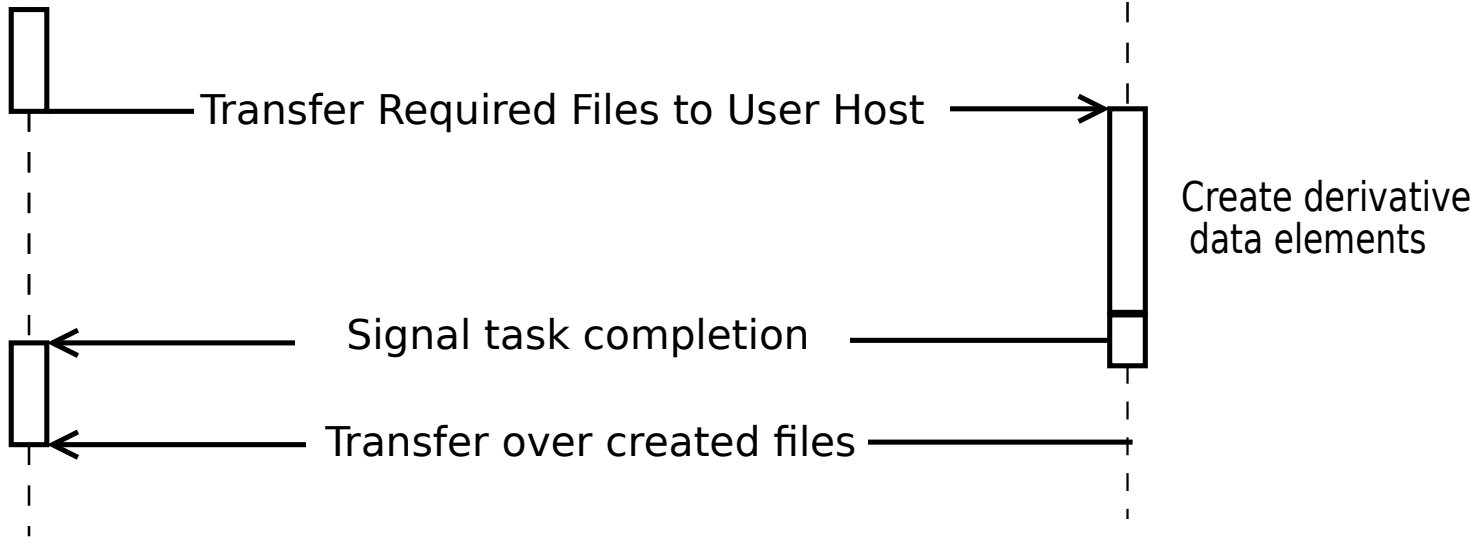 Transfer Required Files to User Host
Create derivative
data elements
Signal task completion
Transfer over created files